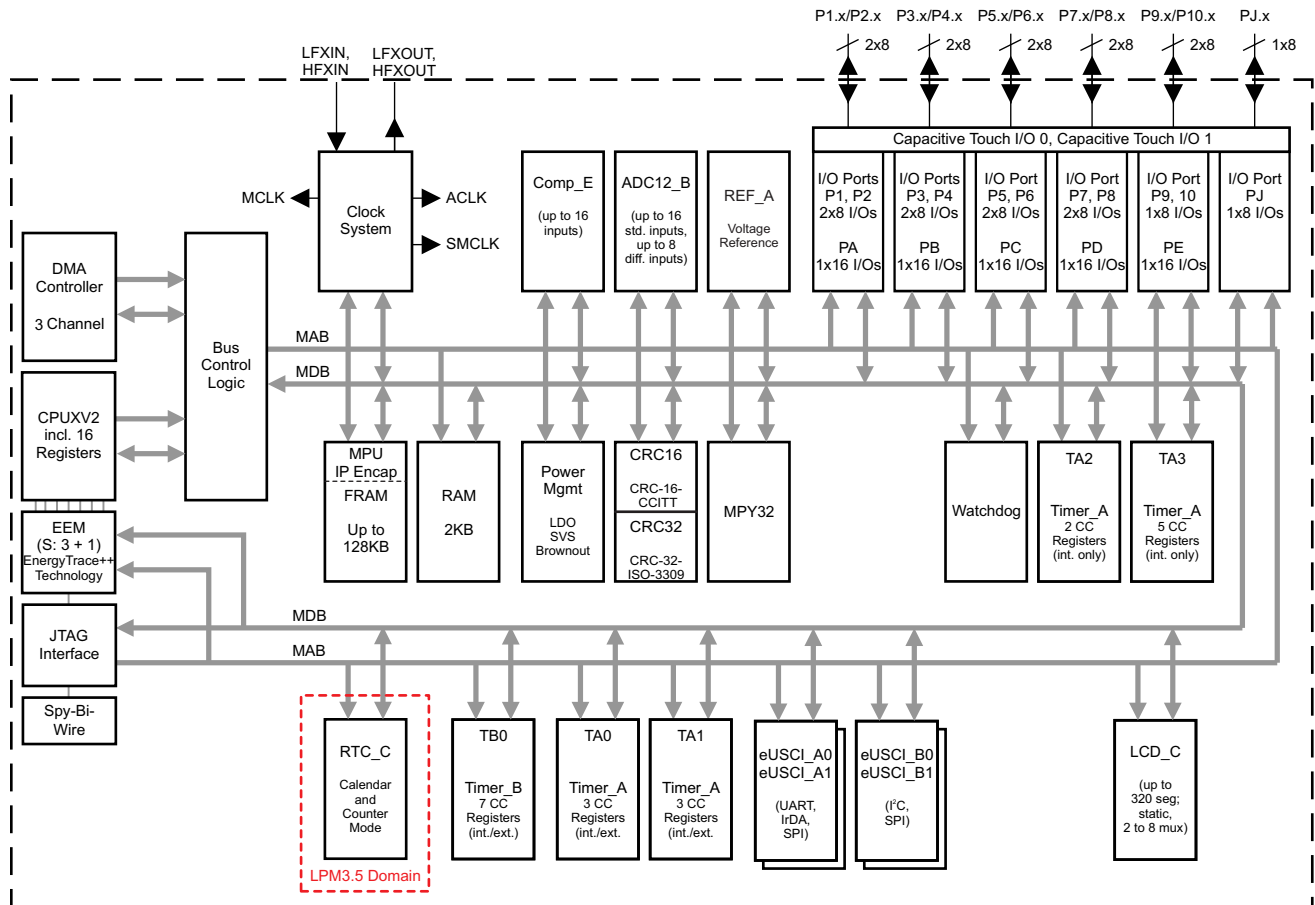 P1.x/P2.x
2x8
P3.x/P4.x
2x8
P5.x/P6.x
2x8
P7.x/P8.x
2x8
P9.x/P10.x
2x8
PJ.x
1x8
LFXIN,
HFXIN
LFXOUT,
HFXOUT
Capacitive Touch I/O 0, Capacitive Touch I/O 1
MCLK
Clock
System
ACLK
SMCLK
Comp_E
(up to 16
inputs)
ADC12_B
(up to 16
std. inputs,
up to 8
diff. inputs)
REF_A
Voltage
Reference
I/O Ports
P1, P2
2x8 I/Os
PA
1x16 I/Os
I/O Ports
P3, P4
2x8 I/Os
PB
1x16 I/Os
I/O Ports
P5, P6
2x8 I/Os
PC
1x16 I/Os
I/O Ports
P7, P8
2x8 I/Os
PD
1x16 I/Os
I/O Ports
P9, 10
1x8 I/Os
PE
1x16 I/Os
I/O Port
PJ
1x8 I/Os
DMA
Controller
3 Channel
Bus
Control
Logic
MAB
MDB
CPUXV2
incl. 16
Registers
MPU
IP Encap
FRAM
Up to
128KB
RAM
2KB
Power
Mgmt
LDO
SVS
Brownout
CRC16
CRC-16-
CCITT
CRC32
CRC-32-
ISO-3309
MPY32
Watchdog
TA2
Timer_A
2 CC
Registers
(int. only)
TA3
Timer_A
5 CC
Registers
(int. only)
EEM
(S: 3 + 1)
EnergyTrace++
Technology
MDB
MAB
JTAG
Interface
Spy-Bi-
Wire
RTC_C
Calendar
and
Counter
Mode
LPM3.5 Domain
TB0
Timer_B
7 CC
Registers
(int./ext.)
TA0
Timer_A
3 CC
Registers
(int./ext.)
TA1
Timer_A
3 CC
Registers
(int./ext.)
eUSCI_A0
eUSCI_A1
(UART,
IrDA,
SPI)
eUSCI_B0
eUSCI_B1
(I²C,
SPI)
LCD_C
(up to
320 seg;
static,
2 to 8 mux)